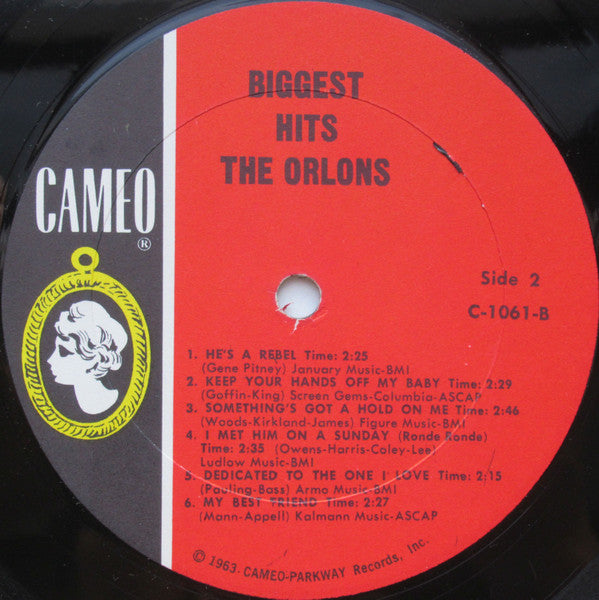 BIGGEST
HITS
THE ORLONS
CAMEO
®
Side 2
C-1061-B
1. HE'S A REBEL Time: 2:25
(Gene Pitney) January Music-BMI
2. KEEP YOUR HANDS OFF MY BABY Time: 2:29
(Goffin-King) Screen Gems-Columbia-ASCAP
3. SOMETHING'S GOT A HOLD ON ME Time: 2:46
(Woods-Kirkland-James) Figure Music-BMI
4. I MET HIM ON A SUNDAY (Ronde Ronde)
Time: 2:35 (Owens-Harris-Coley-Lee)
Ludlow Music-BMI
5. DEDICATED TO THE ONE I LOVE Time: 2:15
(Pauling-Bass) Armo Music-BMI
6. MY BEST FRIEND Time: 2:27
(Mann-Appell) Kalmann Music-ASCAP
© 1963- CAMEO-PARKWAY Records, Inc.